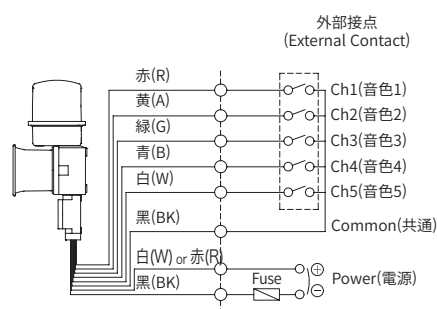 外部接点
(External Contact)
赤(R)
Ch1(音色1)
黄(A)
Ch2(音色2)
緑(G)
Ch3(音色3)
青(B)
Ch4(音色4)
白(W)
Ch5(音色5)
黑(BK)
Common(共通)
白(W) or 赤(R)
Fuse
Power(電源)
黑(BK)